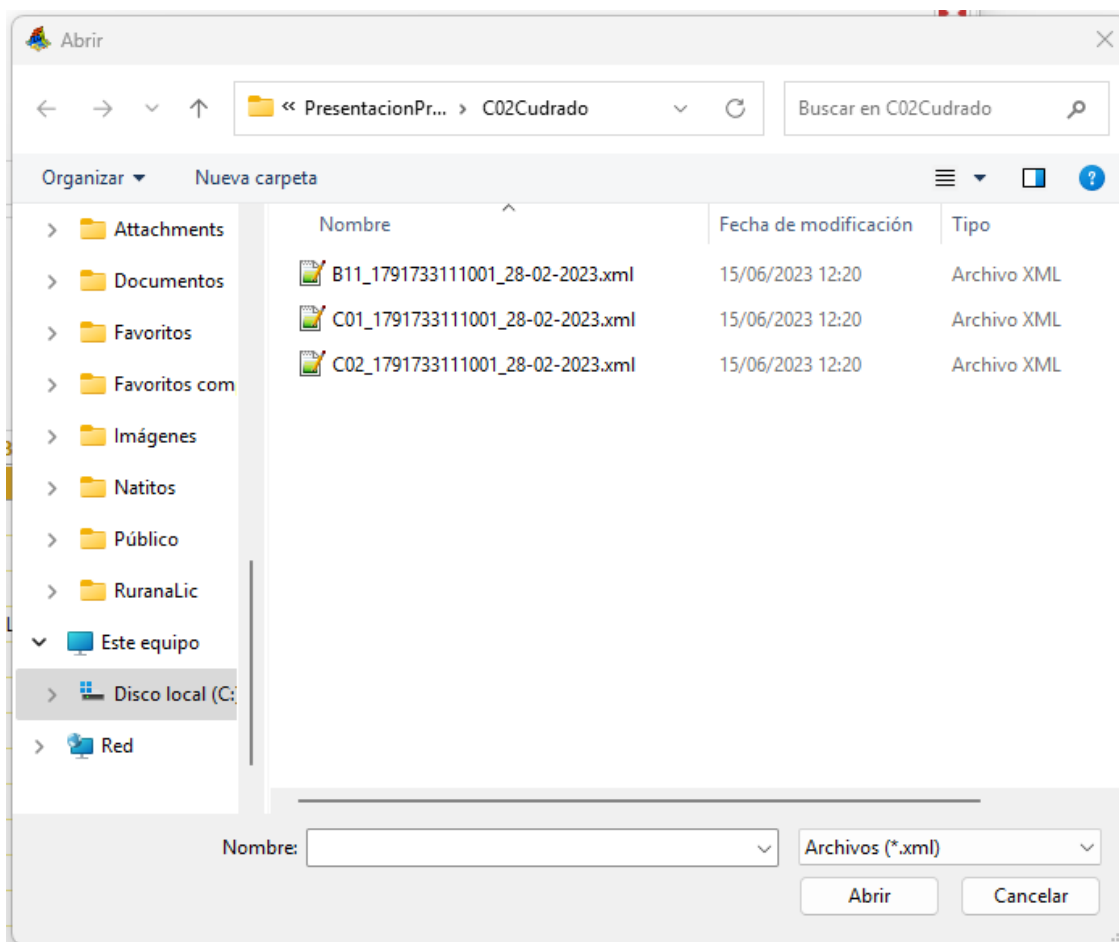 Abrir
« PresentacionPr... › C02Cudrado
Buscar en C02Cudrado
Organizar
Nueva carpeta
Nombre
Fecha de modificación
Tipo
Attachments
Documentos
Favoritos
Favoritos com
Imágenes
Natitos
Público
RuranaLic
Este equipo
Disco local (C:)
Red
B11_1791733111001_28-02-2023.xml 15/06/2023 12:20 Archivo XML
C01_1791733111001_28-02-2023.xml 15/06/2023 12:20 Archivo XML
C02_1791733111001_28-02-2023.xml 15/06/2023 12:20 Archivo XML
Nombre:
Archivos (*.xml)
Abrir
Cancelar